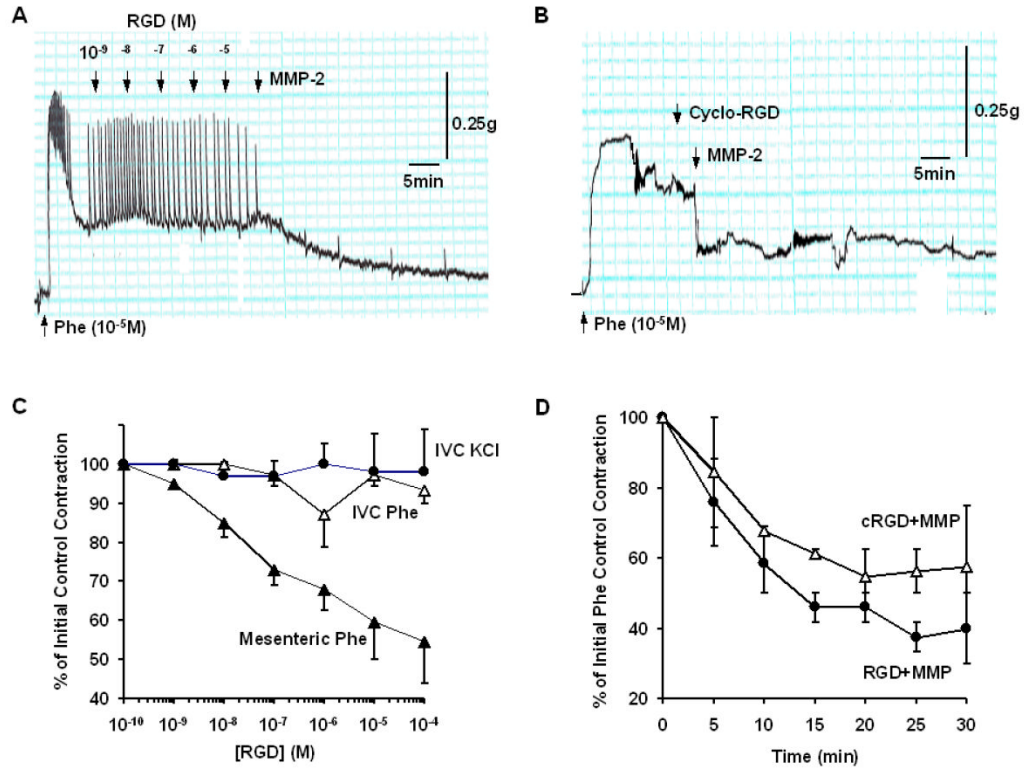 A
RGD (M)
10-9 -8 -7 -6 -5
MMP-2
0.25g
5min
Phe (10-5M)
B
Cyclo-RGD
MMP-2
0.25g
5min
Phe (10-5M)
C
% of Initial Control Contraction
100
90
80
70
60
50
40
IVC KCl
IVC Phe
Mesenteric Phe
10-10 10-9 10-8 10-7 10-6 10-5 10-4
[RGD] (M)
D
% of Initial Phe Control Contraction
100
80
60
40
20
cRGD+MMP
RGD+MMP
0 5 10 15 20 25 30
Time (min)